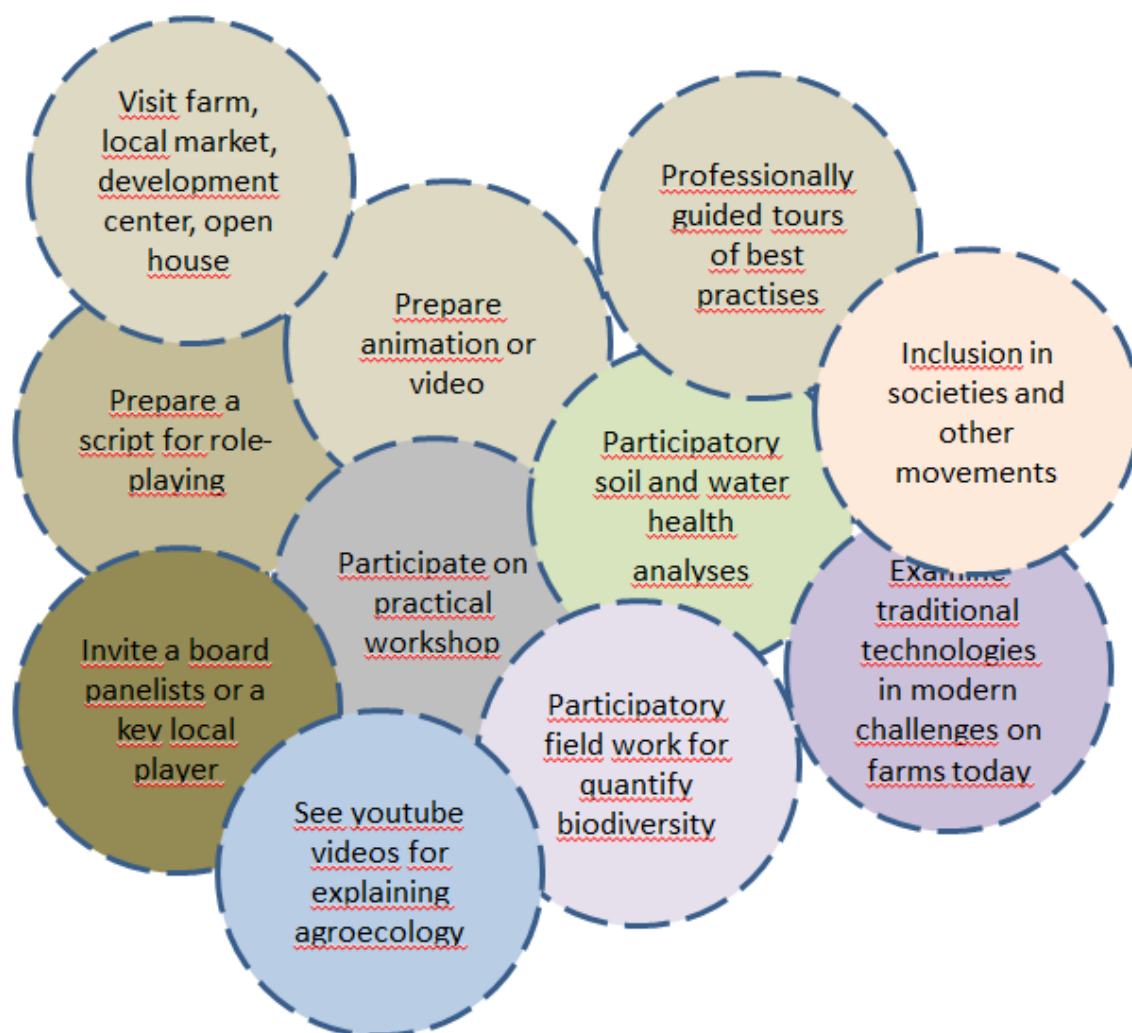 Visit farm,
local market,
development
center, open
house
Professionally
guided tours
of best
practises
Prepare
animation or
video
Inclusion in
societies and
other
movements
Prepare a
script for role-
playing
Participatory
soil and water
health
analyses
Participate on
practical
workshop
Examine
traditional
technologies
in modern
challenges on
farms today
Invite a board
panelists or a
key local
player
Participatory
field work for
quantify
biodiversity
See youtube
videos for
explaining
agroecology